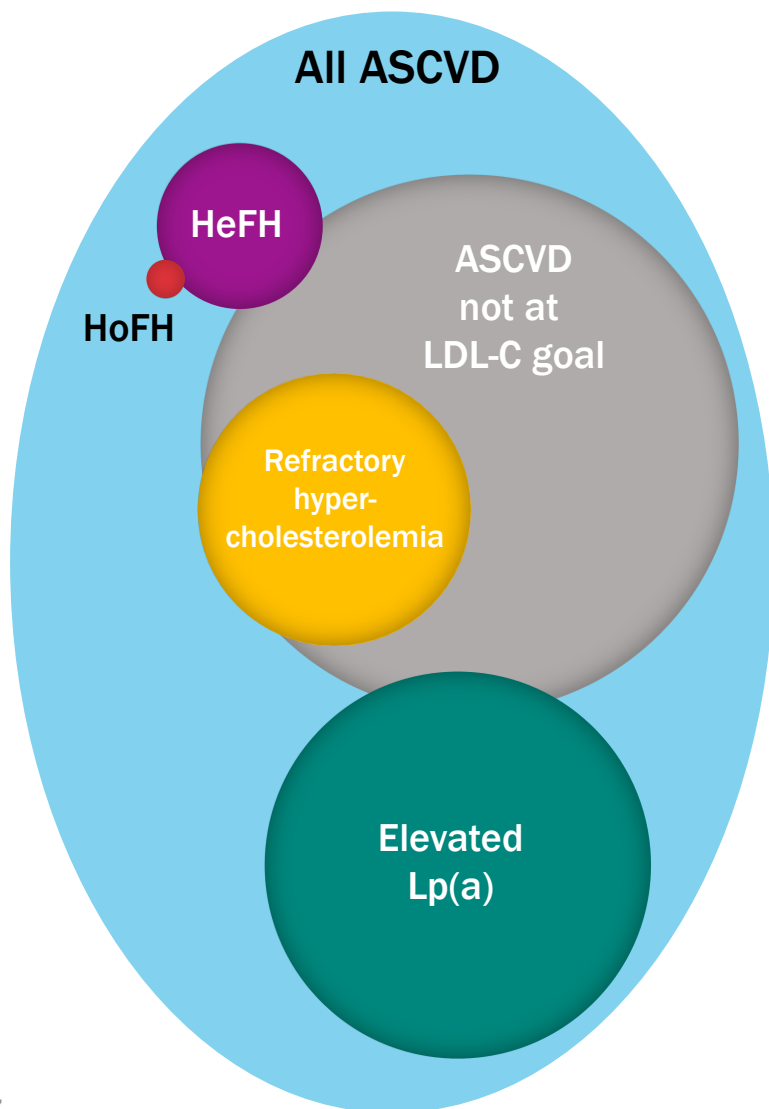 All ASCVD
HeFH
HoFH
ASCVD
not at
LDL-C goal
Refractory
hyper-
cholesterolemia
Elevated
Lp(a)